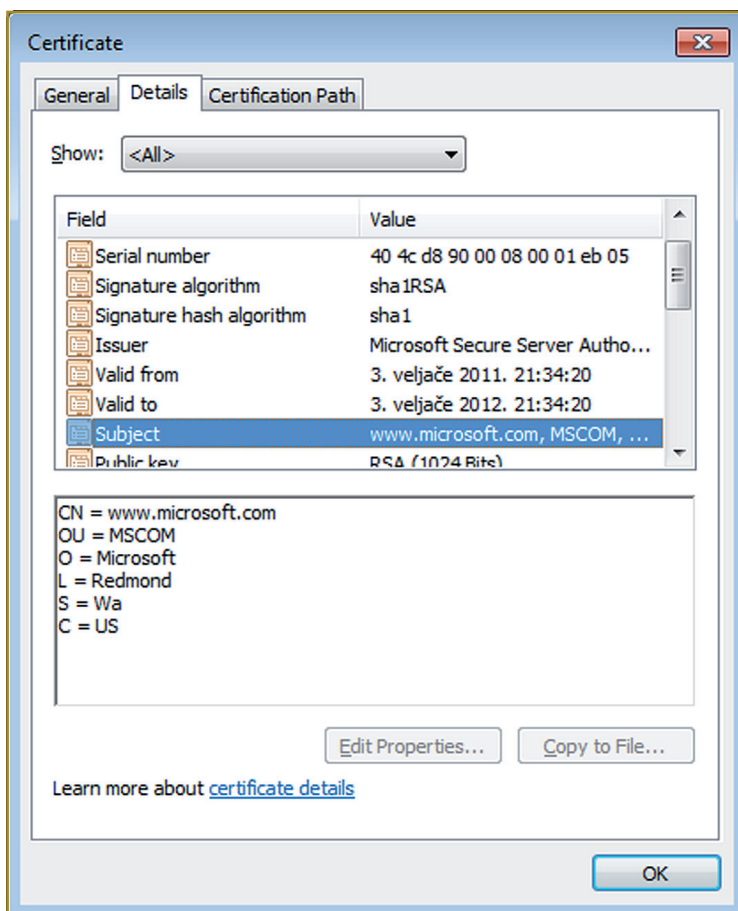 Certificate
General Details Certification Path
Show: <All>
Field Value
Serial number 40 4c d8 90 00 08 00 01 eb 05
Signature algorithm sha1RSA
Signature hash algorithm sha1
Issuer Microsoft Secure Server Autho...
Valid from 3. veljače 2011. 21:34:20
Valid to 3. veljače 2012. 21:34:20
Subject www.microsoft.com, MSCOM, ...
Public key RSA (1024 Bits)
CN = www.microsoft.com
OU = MSCOM
O = Microsoft
L = Redmond
S = Wa
C = US
Edit Properties... Copy to File...
Learn more about certificate details
OK